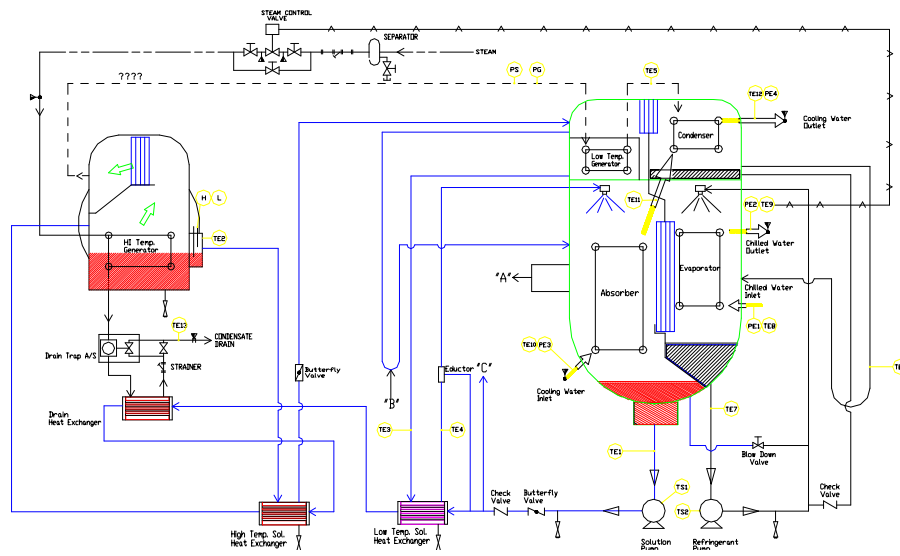 STEAM CONTROL
VALVE
SEPARATOR
STEAM
????
PS
PG
TE5
TE12
PE4
Cooling Water
Outlet
Condenser
Low Temp.
Generator
TE11
PE2
TE9
Chilled Water
Outlet
H
L
TE2
HI Temp.
Generator
"A"
Absorber
Evaporator
Chilled Water
Inlet
PE1
TE8
TE13
CONDENSATE
DRAIN
Drain Trap A/S
STRAINER
TE10
PE3
Cooling Water
Inlet
Butterfly
Valve
Eductor
"C"
"B"
Drain
Heat Exchanger
TE3
TE4
TE7
TE1
Blow Down
Valve
Check
Valve
Butterfly
Valve
Check
Valve
TS1
TS2
High Temp. Sol.
Heat Exchanger
Low Temp. Sol.
Heat Exchanger
Solution
Pump
Refringerant
Pump